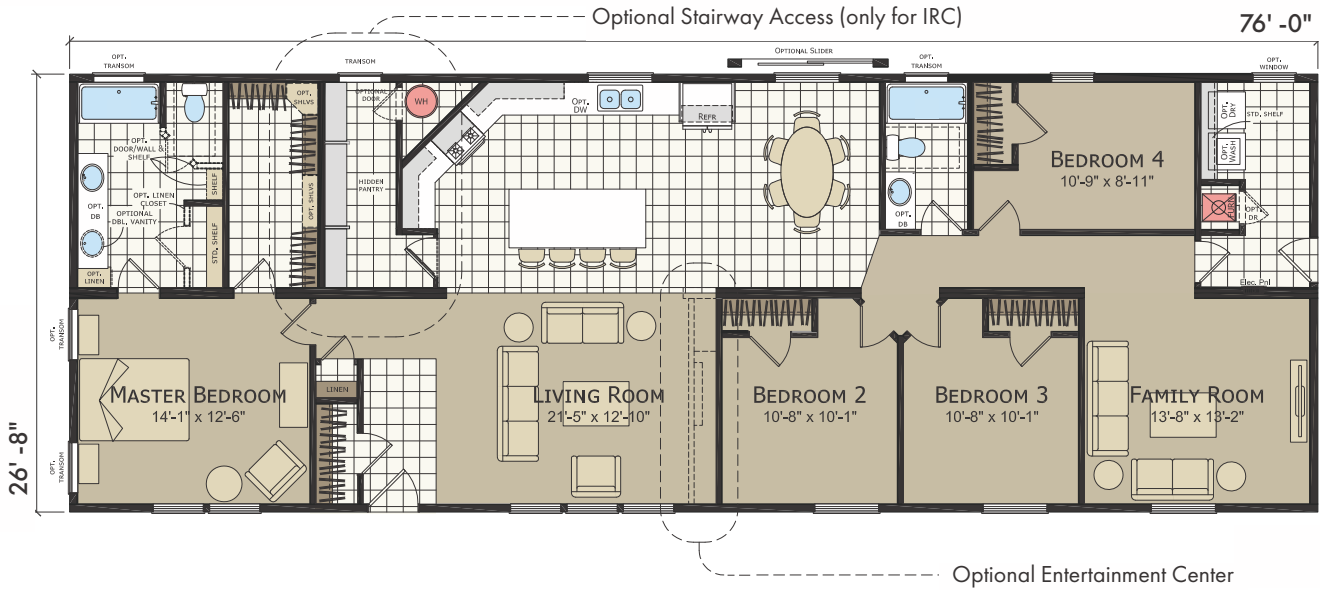 Optional Stairway Access (only for IRC)
76' -0"
OPTIONAL SLIDER
OPT.
TRANSOM
TRANSOM
OPT.
TRANSOM
OPT.
WINDOW
OPT.
SHLVS
OPTIONAL
DOOR
WH
OPT.
DW
REFR
OPT.
DRY
STD. SHELF
OPT.
WASH
OPT.
DOOR/WALL &
SHELF
SHELF
OPT. LINEN
CLOSET
OPT.
DB
OPTIONAL
DBL. VANITY
STD. SHELF
OPT.
LINEN
OPT. SHLVS
HIDDEN
PANTRY
OPT.
DB
BEDROOM 4
10'-9" x 8'-11"
FURN
OPT.
DR
Elec. Pnl
OPT.
TRANSOM
MASTER BEDROOM
14'-1" x 12'-6"
LINEN
LIVING ROOM
21'-5" x 12'-10"
BEDROOM 2
10'-8" x 10'-1"
BEDROOM 3
10'-8" x 10'-1"
FAMILY ROOM
13'-8" x 13'-2"
OPT.
TRANSOM
26' -8"
Optional Entertainment Center